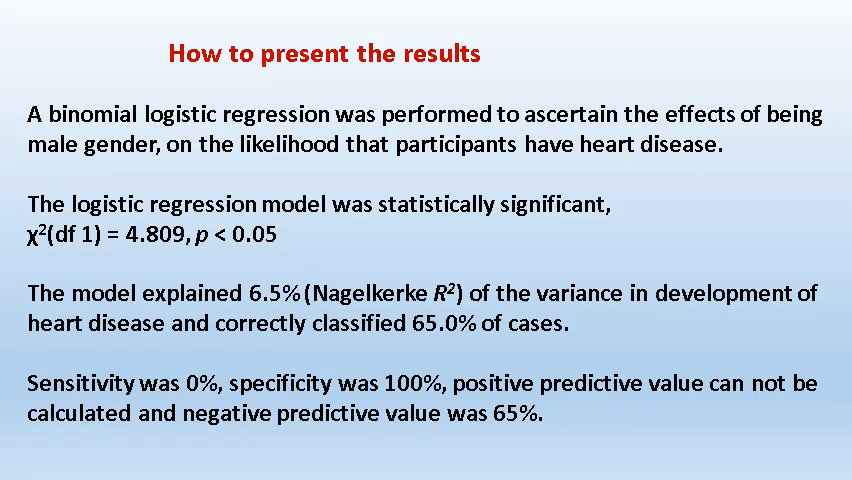 How to present the results
A binomial logistic regression was performed to ascertain the effects of being
male gender, on the likelihood that participants have heart disease.
The logistic regression model was statistically significant,
χ²(df 1) = 4.809, p < 0.05
The model explained 6.5% (Nagelkerke R²) of the variance in development of
heart disease and correctly classified 65.0% of cases.
Sensitivity was 0%, specificity was 100%, positive predictive value can not be
calculated and negative predictive value was 65%.